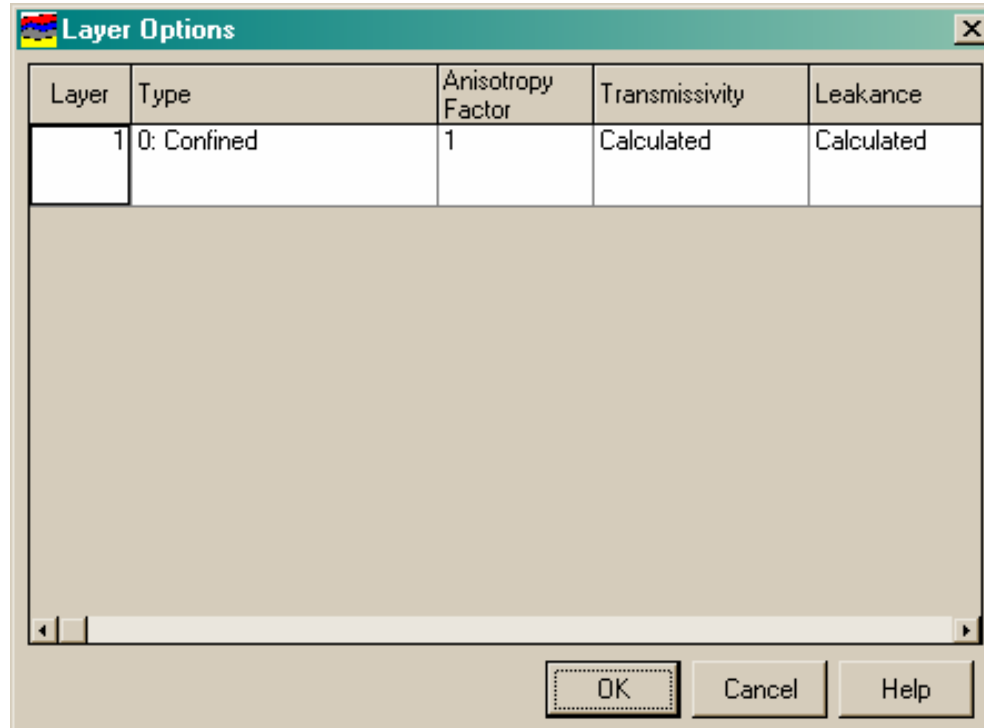 Layer Options
Layer Type Anisotropy Factor Transmissivity Leakance
1 0: Confined 1 Calculated Calculated
OK Cancel Help